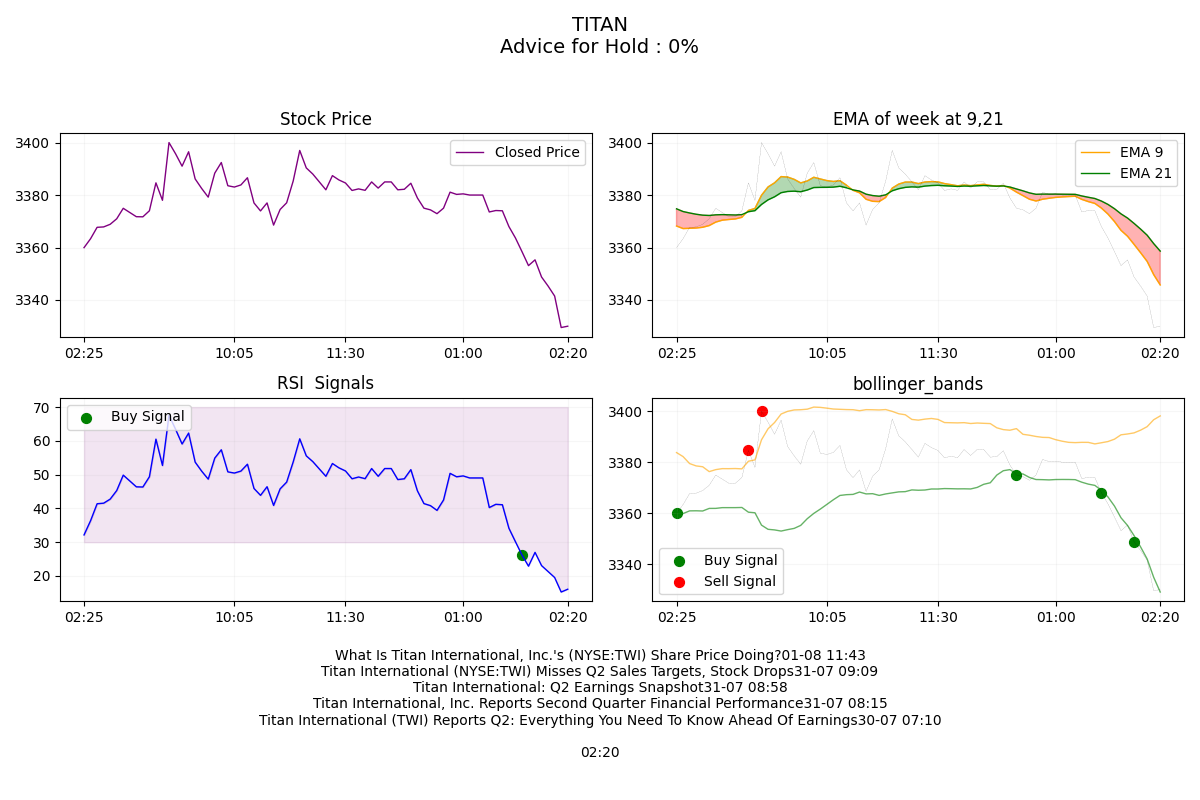 TITAN
Advice for Hold : 0%
Stock Price
3400
3380
3360
3340
Closed Price
02:25
10:05
11:30
01:00
02:20
EMA of week at 9,21
3400
3380
3360
3340
EMA 9
EMA 21
02:25
10:05
11:30
01:00
02:20
RSI  Signals
70
60
50
40
30
20
Buy Signal
02:25
10:05
11:30
01:00
02:20
bollinger_bands
3400
3380
3360
3340
Buy Signal
Sell Signal
02:25
10:05
11:30
01:00
02:20
What Is Titan International, Inc.'s (NYSE:TWI) Share Price Doing?01-08 11:43
Titan International (NYSE:TWI) Misses Q2 Sales Targets, Stock Drops31-07 09:09
Titan International: Q2 Earnings Snapshot31-07 08:58
Titan International, Inc. Reports Second Quarter Financial Performance31-07 08:15
Titan International (TWI) Reports Q2: Everything You Need To Know Ahead Of Earnings30-07 07:10
02:20